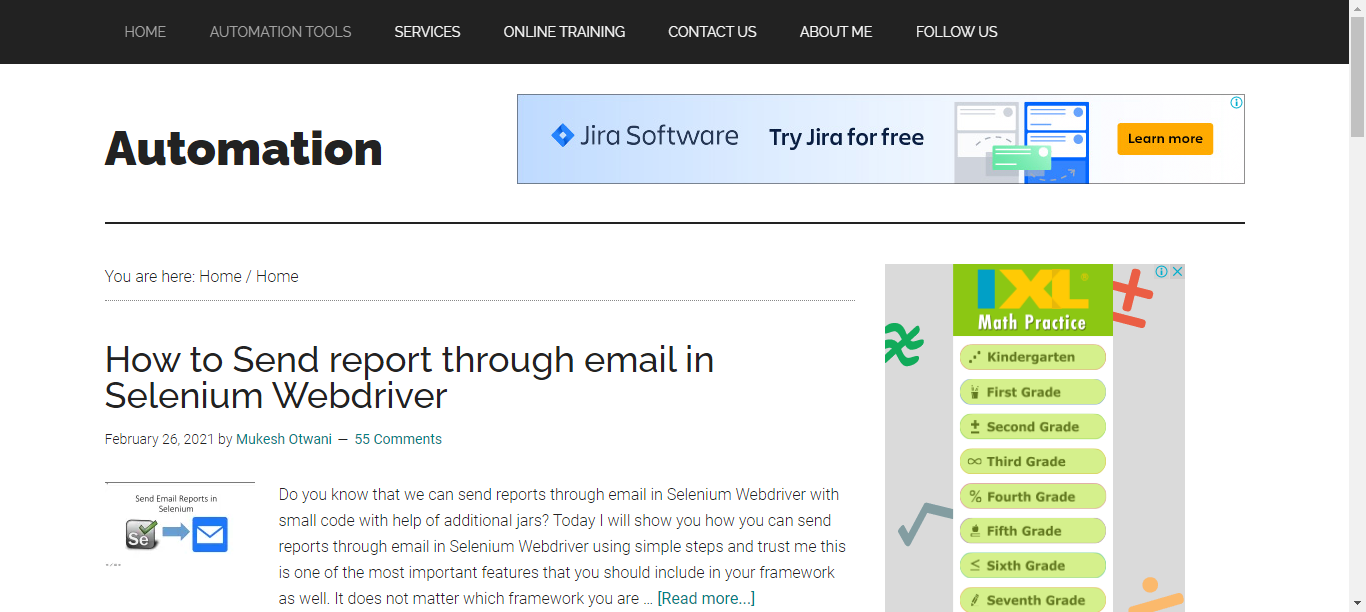 HOME AUTOMATION TOOLS SERVICES ONLINE TRAINING CONTACT US ABOUT ME FOLLOW US
Automation
Jira Software Try Jira for free Learn more
You are here: Home / Home
How to Send report through email in
Selenium Webdriver
February 26, 2021 by Mukesh Otwani — 55 Comments
Send Email Reports in
Selenium
Se
Do you know that we can send reports through email in Selenium Webdriver with
small code with help of additional jars? Today I will show you how you can send
reports through email in Selenium Webdriver using simple steps and trust me this
is one of the most important features that you should include in your framework
as well. It does not matter which framework you are ... [Read more...]
IXL
Math Practice
Kindergarten
First Grade
Second Grade
Third Grade
Fourth Grade
Fifth Grade
Sixth Grade
Seventh Grade